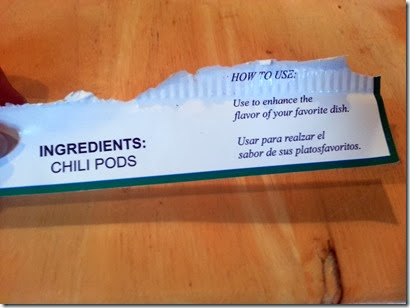 INGREDIENTS:
CHILI PODS
HOW TO USE:
Use to enhance the
flavor of your favorite dish.
Usar para realzar el
sabor de sus platosfavoritos.